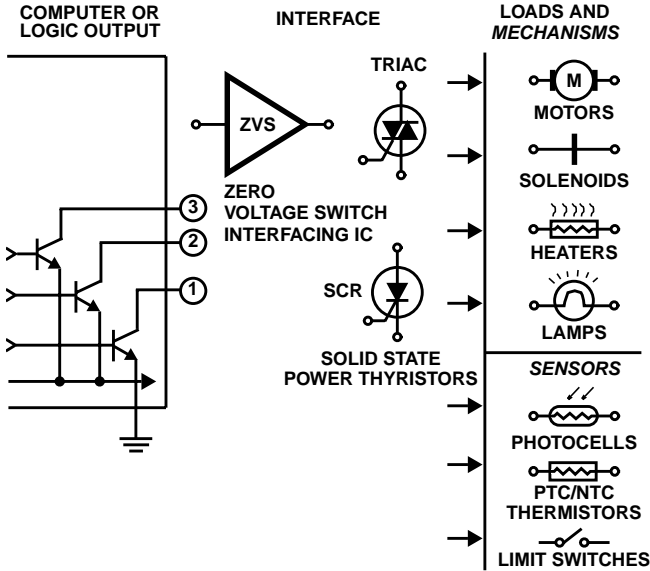 COMPUTER OR
LOGIC OUTPUT
3
2
1
INTERFACE
ZVS
ZERO
VOLTAGE SWITCH
INTERFACING IC
TRIAC
SCR
SOLID STATE
POWER THYRISTORS
LOADS AND
MECHANISMS
M
MOTORS
SOLENOIDS
HEATERS
LAMPS
SENSORS
PHOTOCELLS
PTC/NTC
THERMISTORS
LIMIT SWITCHES